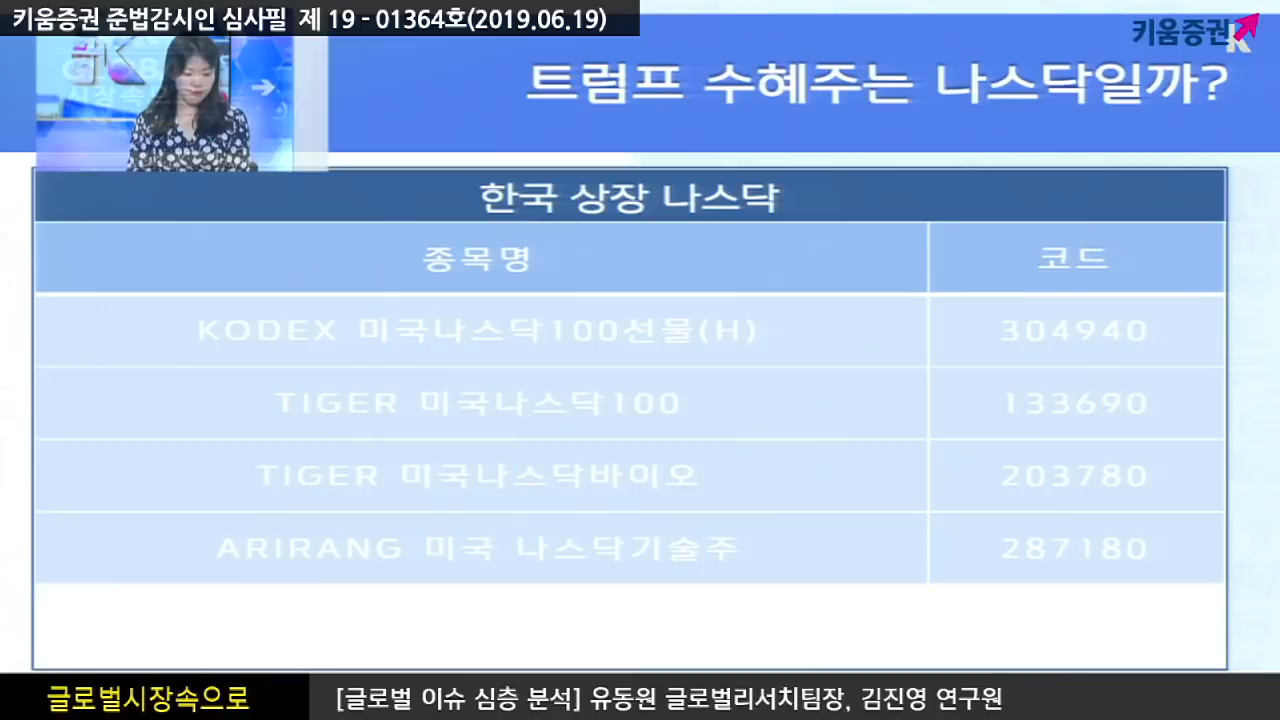 키움증권 준법감시인 심사필 제 19 - 01364호(2019.06.19)
키움증권
트럼프 수혜주는 나스닥일까?
한국 상장 나스닥
종목명 코드
KODEX 미국나스닥100선물(H) 304940
TIGER 미국나스닥100 133690
TIGER 미국나스닥바이오 203780
ARIRANG 미국 나스닥기술주 287180
글로벌시장속으로 [글로벌 이슈 심층 분석] 유동원 글로벌리서치팀장, 김진영 연구원